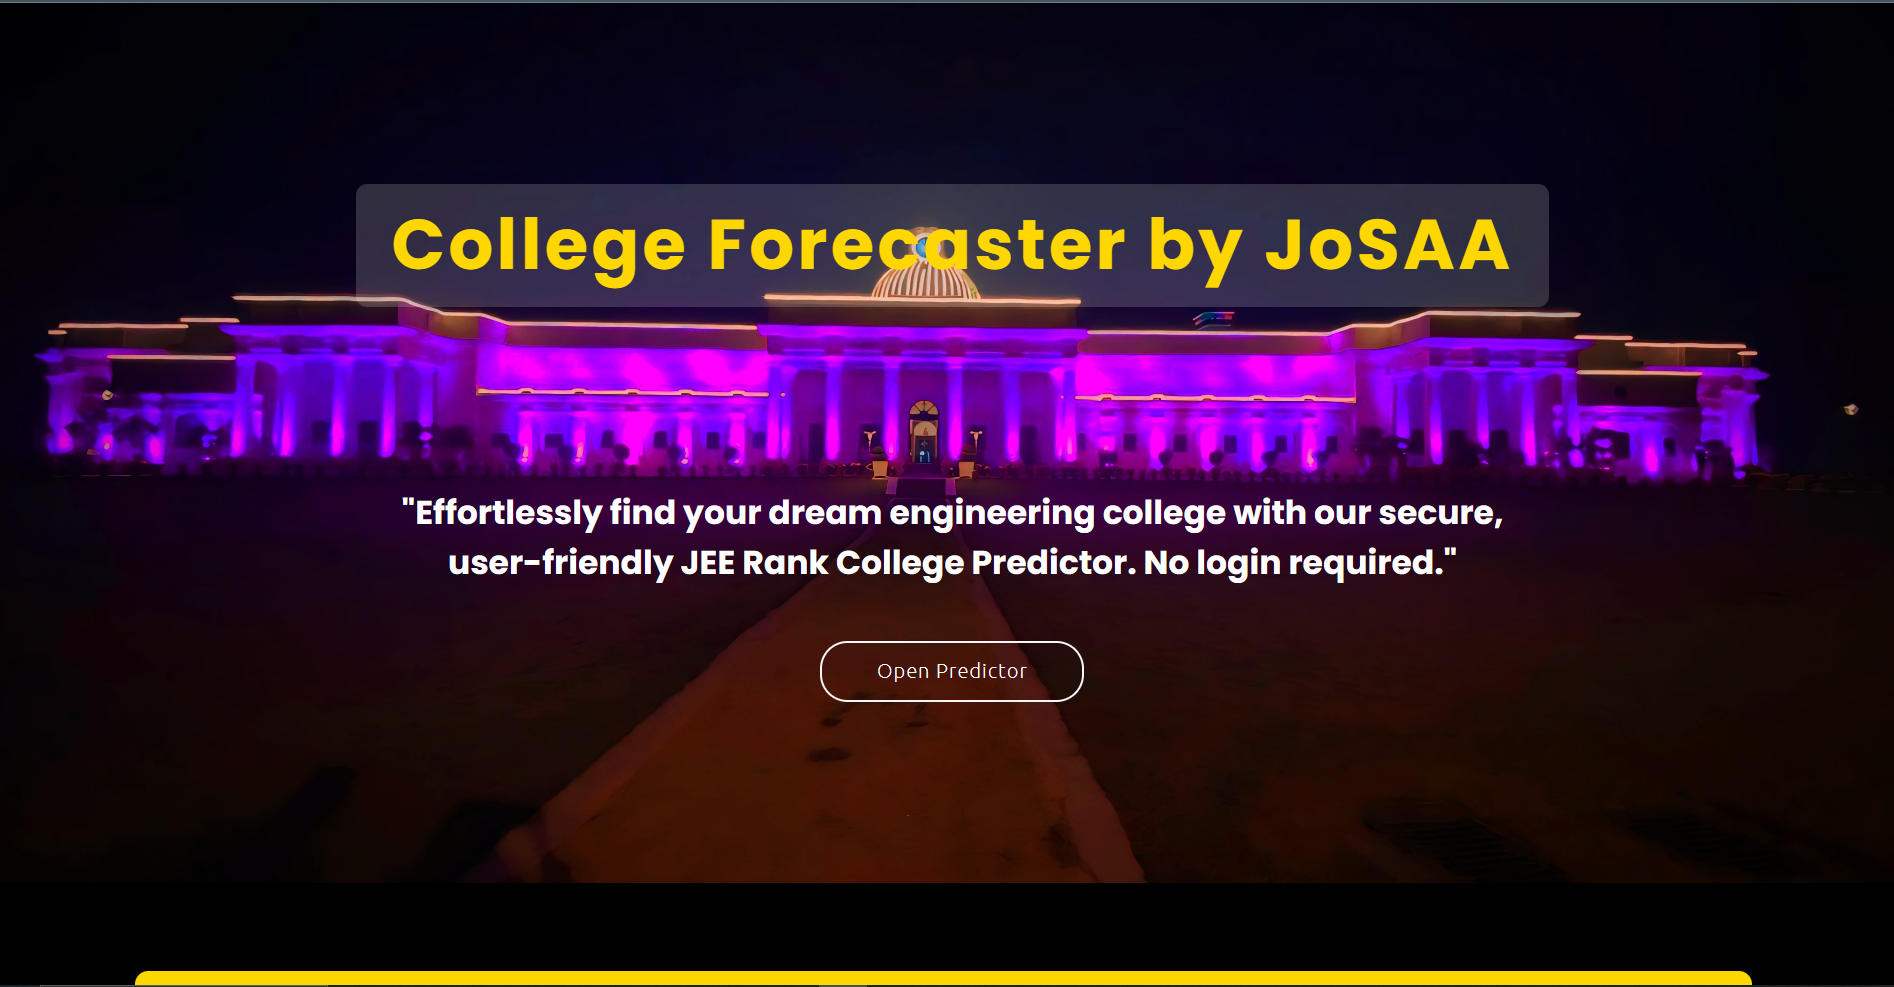 College Forecaster by JoSAA
"Effortlessly find your dream engineering college with our secure,
user-friendly JEE Rank College Predictor. No login required."
Open Predictor